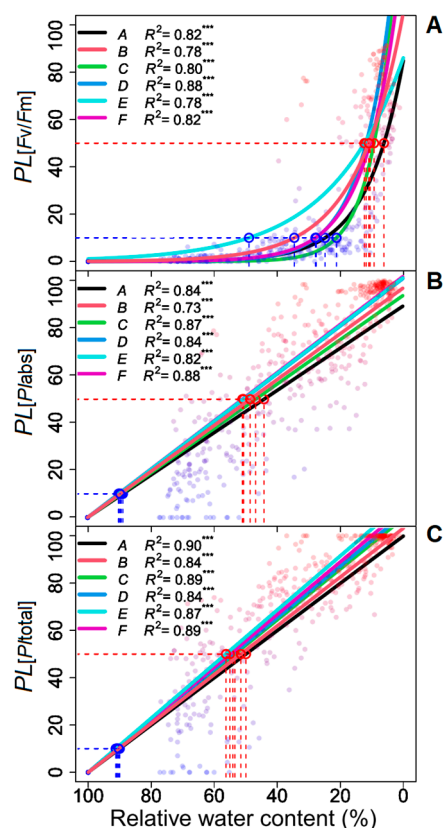 A
PL[Fv/Fm]
0 20 40 60 80 100
A R²= 0.82***
B R²= 0.78***
C R²= 0.80***
D R²= 0.88***
E R²= 0.78***
F R²= 0.82***
B
PL[PIabs]
0 20 40 60 80 100
A R²= 0.84***
B R²= 0.73***
C R²= 0.87***
D R²= 0.84***
E R²= 0.82***
F R²= 0.88***
C
PL[PItotal]
0 20 40 60 80 100
A R²= 0.90***
B R²= 0.84***
C R²= 0.89***
D R²= 0.84***
E R²= 0.87***
F R²= 0.89***
100 80 60 40 20 0
Relative water content (%)